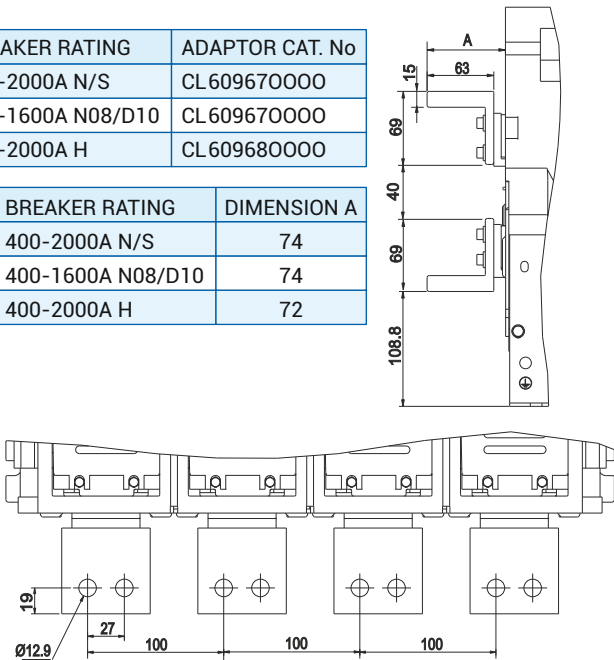 AKER RATING ADAPTOR CAT. No
-2000A N/S CL60967OOOO
-1600A N08/D10 CL60967OOOO
-2000A H CL60968OOOO
BREAKER RATING DIMENSION A
400-2000A N/S 74
400-1600A N08/D10 74
400-2000A H 72
A
63
15
69
40
69
108.8
19
27
Ø12.9
100
100
100